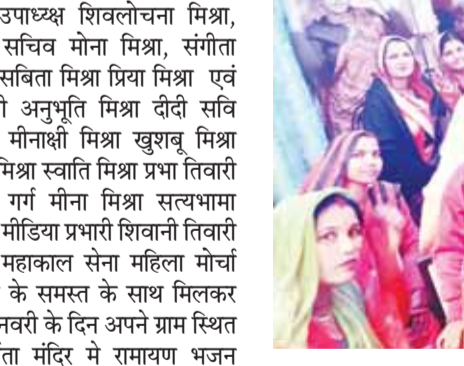 उपाध्यक्ष शिवलोचना मिश्रा,
सचिव मोना मिश्रा, संगीता
सबिता मिश्रा प्रिया मिश्रा एवं
अनुभूति मिश्रा दीदी सवि
मीनाक्षी मिश्रा खुशबू मिश्रा
मिश्रा स्वाति मिश्रा प्रभा तिवारी
गर्ग मीना मिश्रा सत्यभामा
मीडिया प्रभारी शिवानी तिवारी
महाकाल सेना महिला मोर्चा
के समस्त के साथ मिलकर
नवरी के दिन अपने ग्राम स्थित
मंदिर मे रामायण भजन